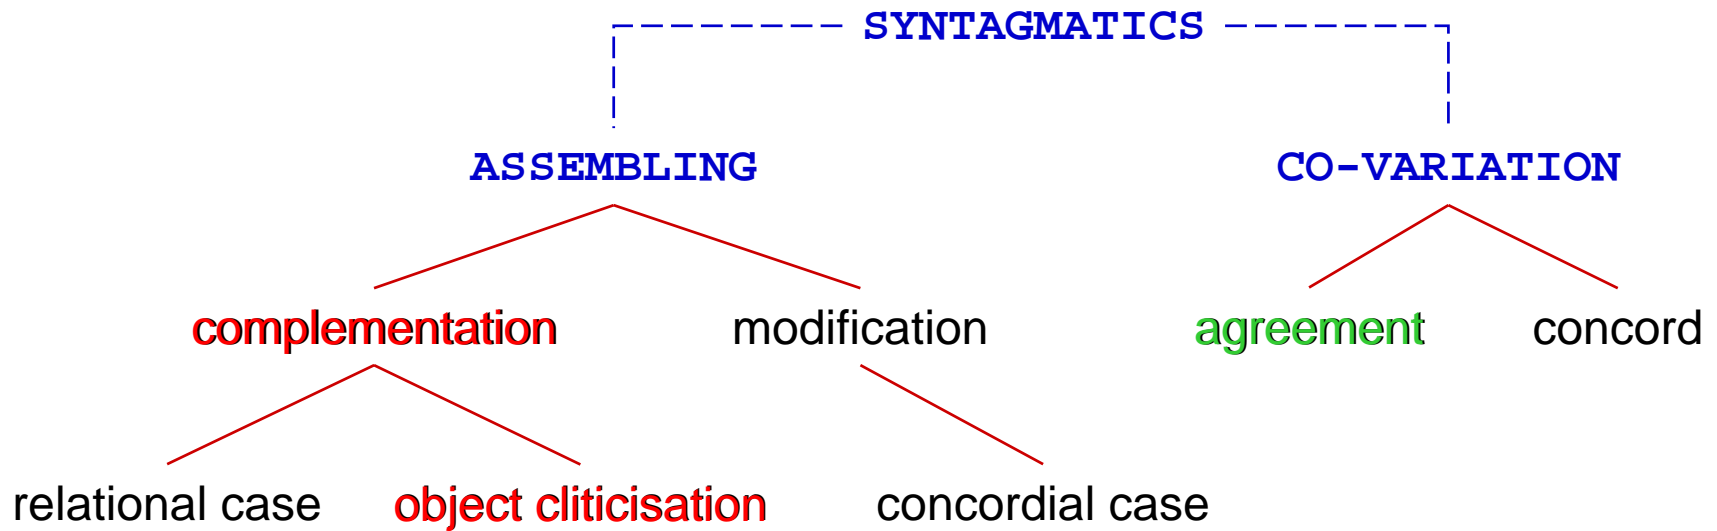 SYNTAGMATICS
ASSEMBLING CO-VARIATION
complementation modification agreement concord
relational case object cliticisation concordial case